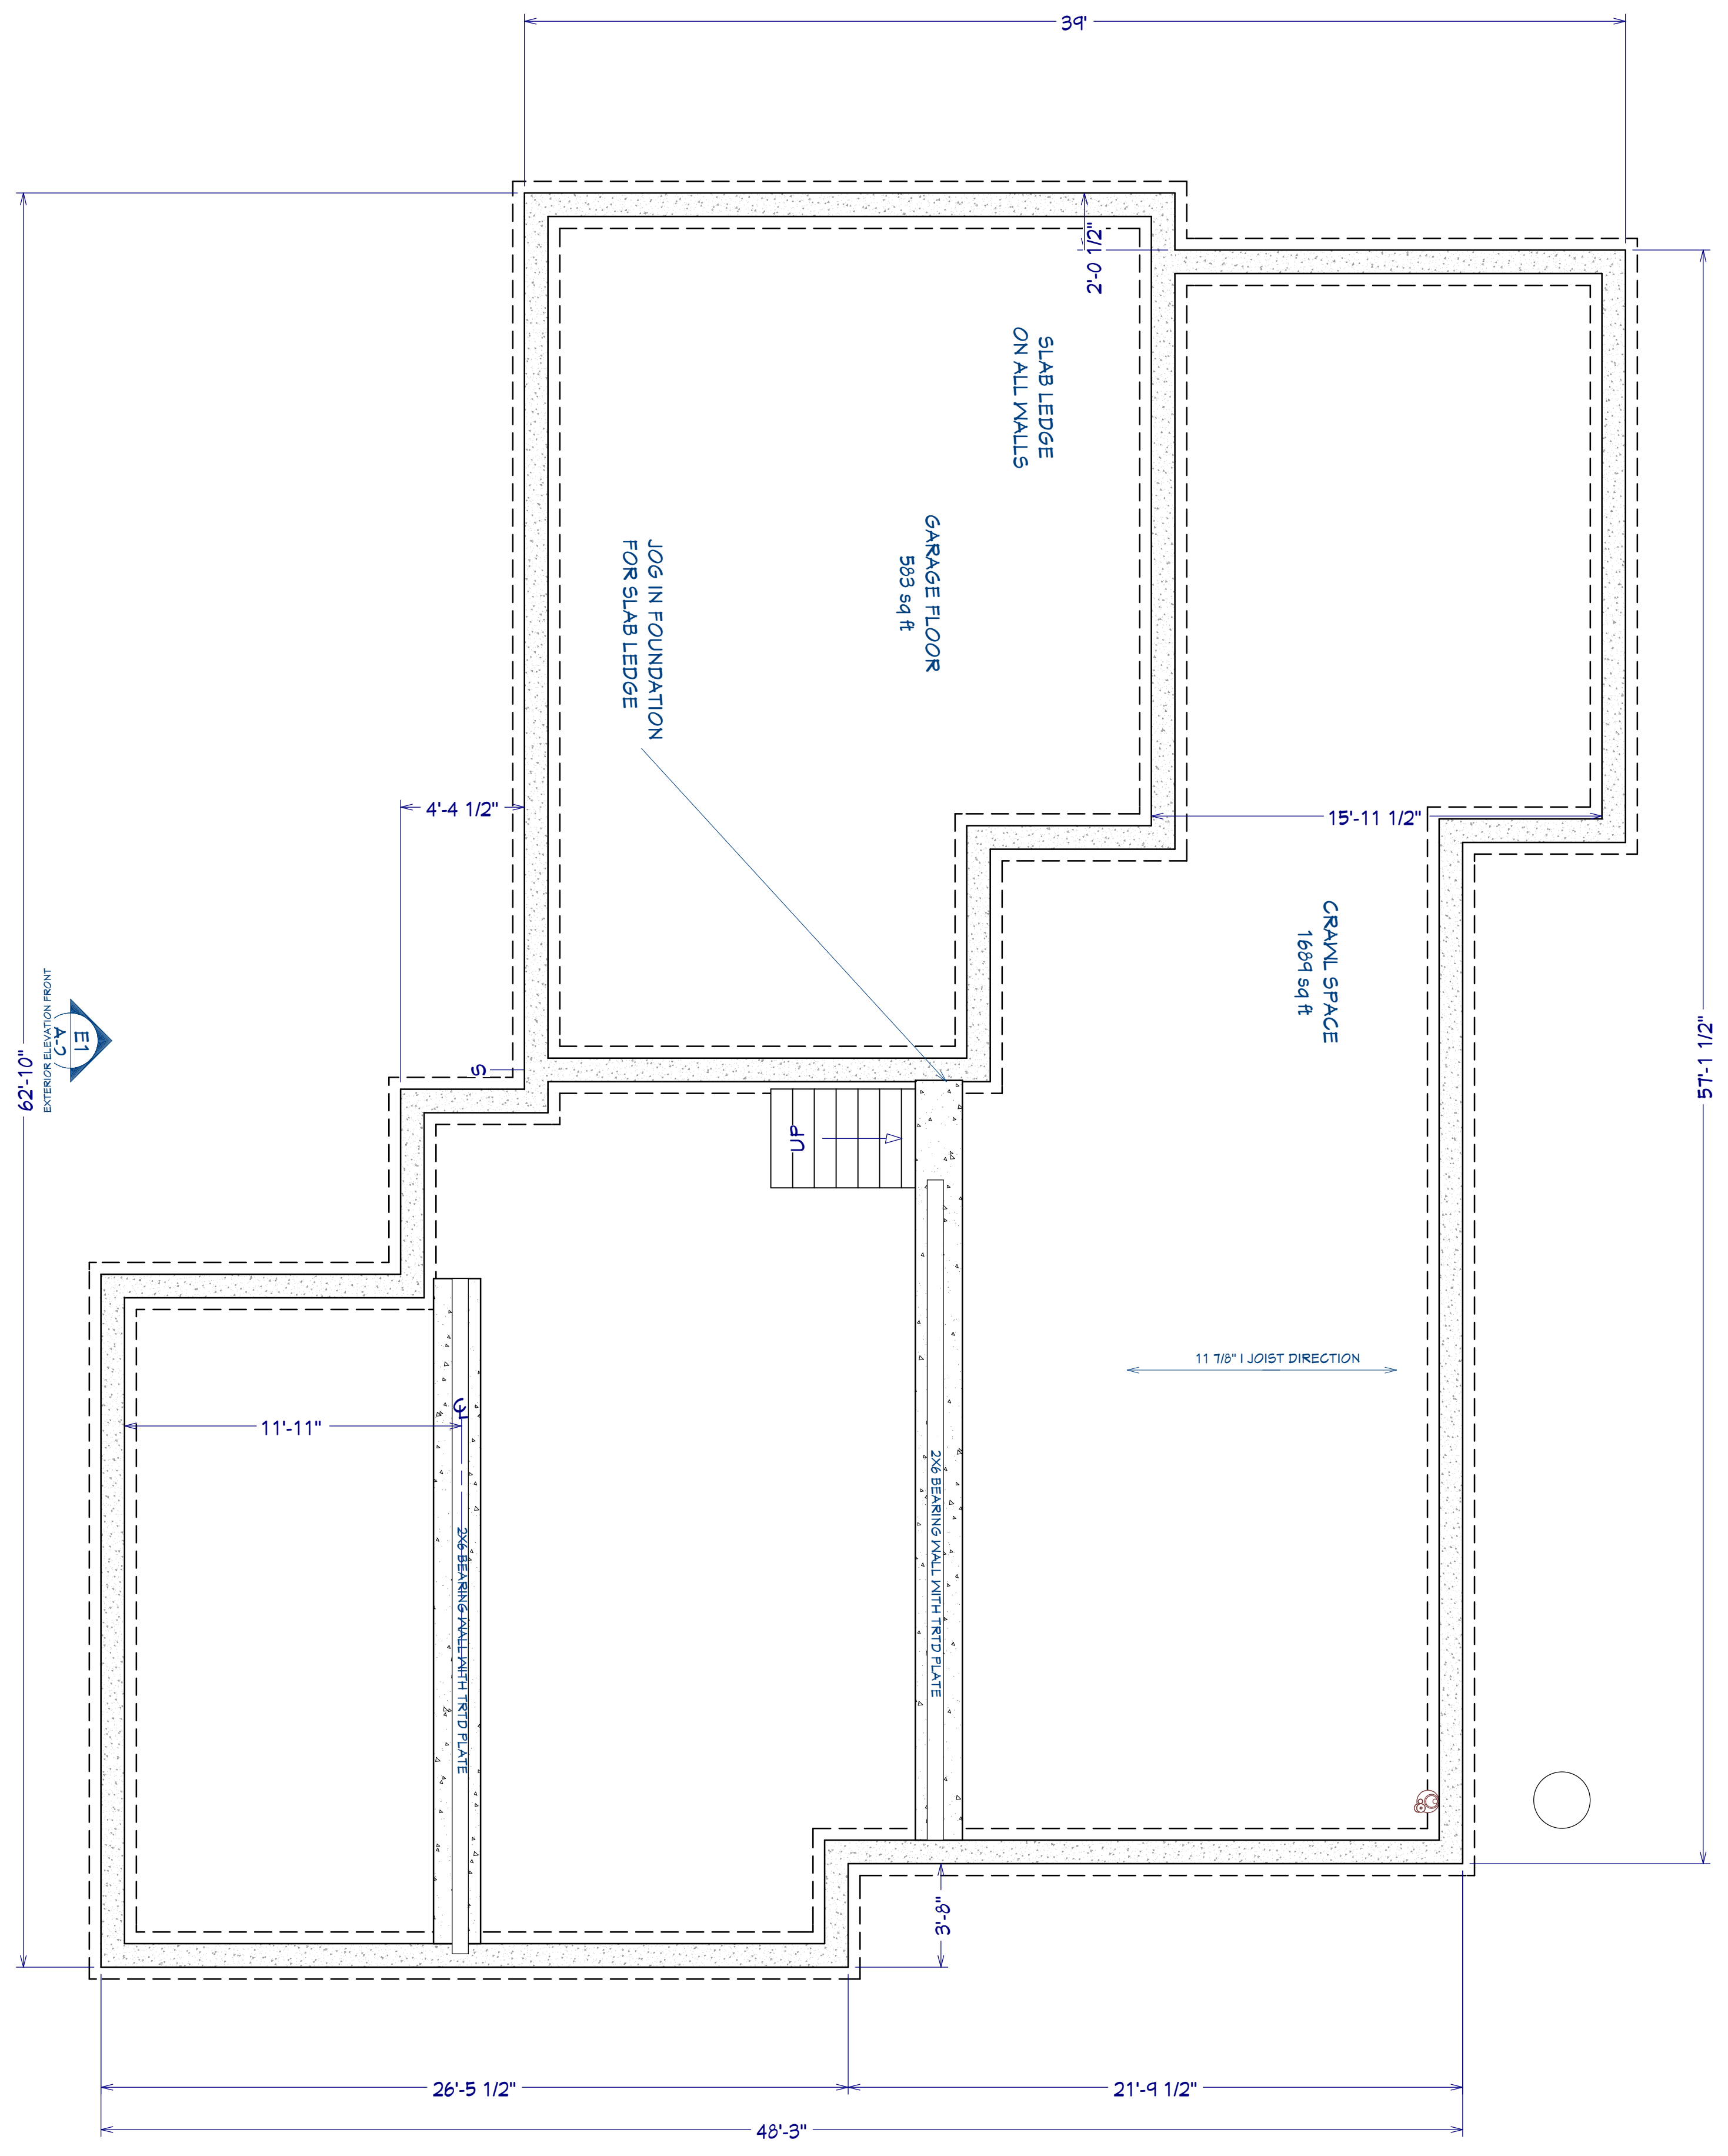 39'
2'-0 1/2"
SLAB LEDGE
ON ALL WALLS
GARAGE FLOOR
583 sq ft
JOG IN FOUNDATION
FOR SLAB LEDGE
4'-4 1/2"
15'-11 1/2"
CRAWL SPACE
1689 sq ft
62'-10"
EXTERIOR ELEVATION FRONT
E1
57'-1 1/2"
S
UP
11 7/8" I JOIST DIRECTION
11'-11"
2X6 BEARING WALL WITH TRTD PLATE
2X6 BEARING WALL WITH TRTD PLATE
3'-8"
26'-5 1/2"
21'-9 1/2"
48'-3"